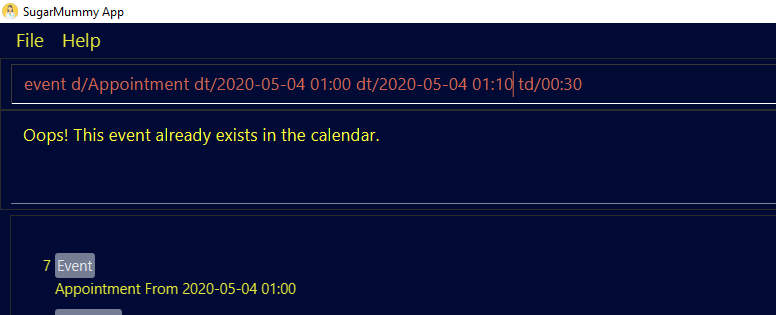 SugarMummy App
File Help
event d/Appointment dt/2020-05-04 01:00 dt/2020-05-04 01:10 td/00:30
Oops! This event already exists in the calendar.
7 Event
Appointment From 2020-05-04 01:00